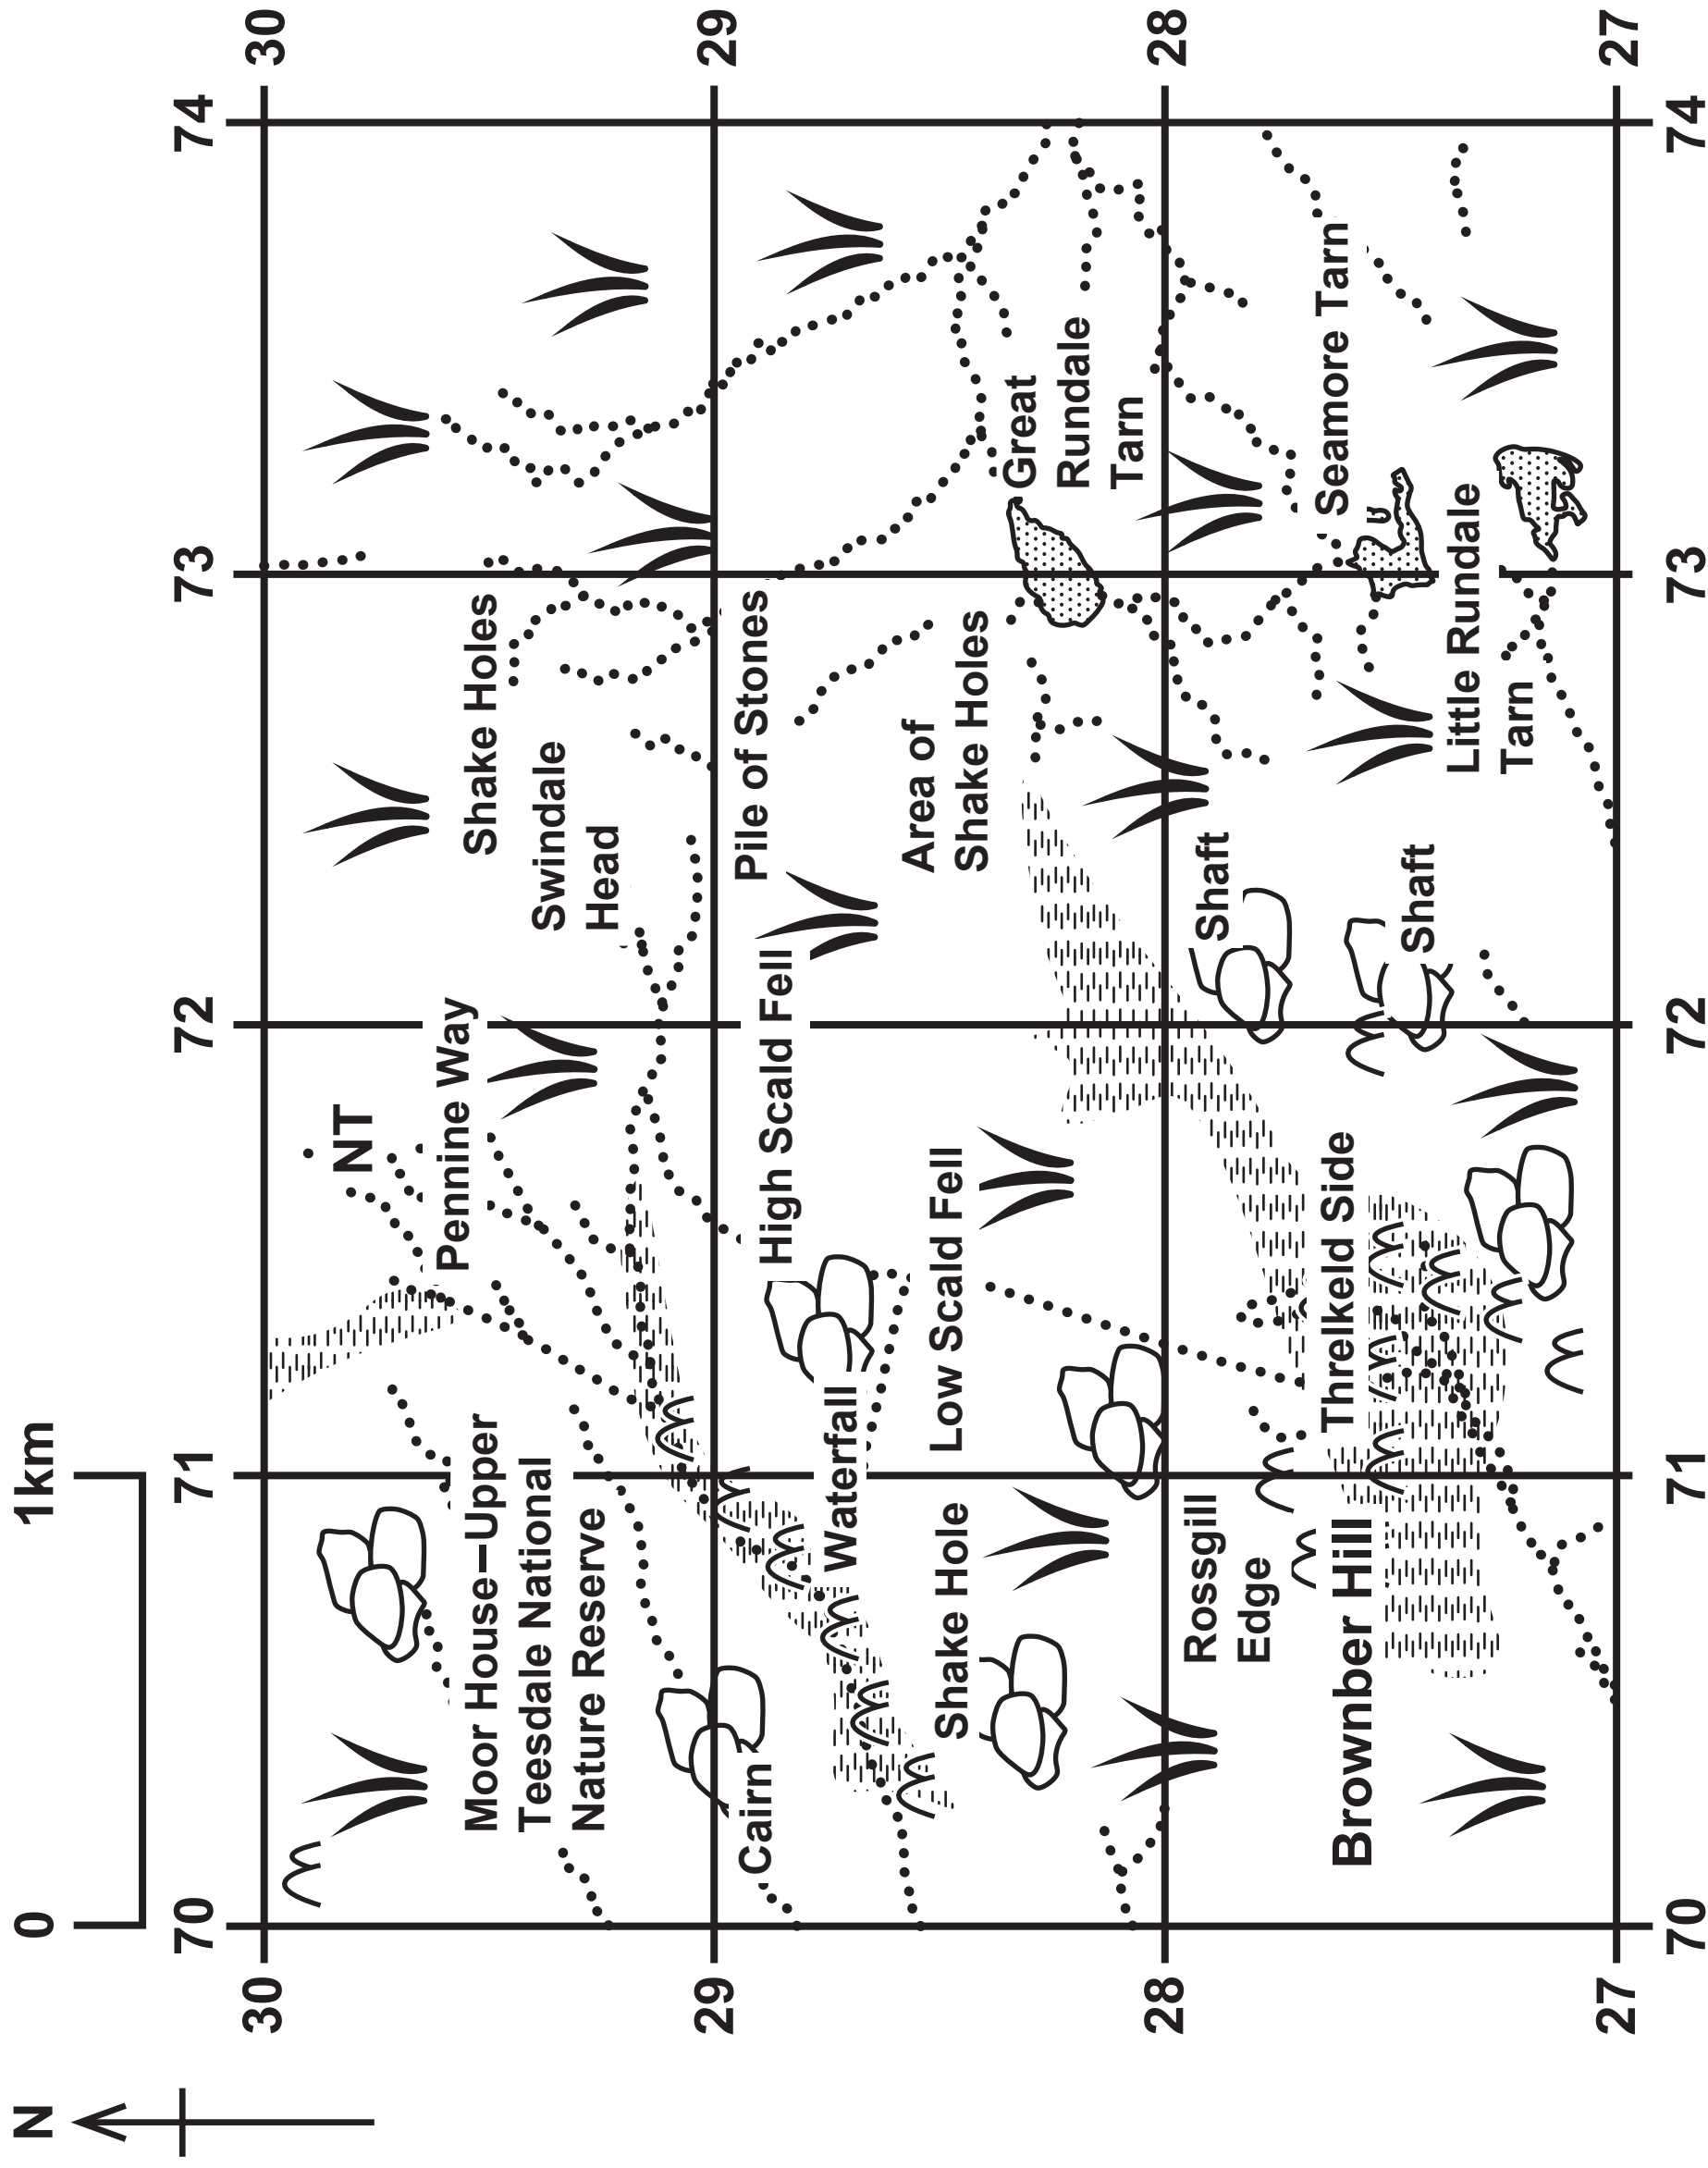 N
0 1km
70 71 72 73 74
30 30
NT
Pennine Way
Moor House–Upper
Teesdale National
Nature Reserve
Shake Holes
Swindale
Head
29 29
Cairn
High Scald Fell
Pile of Stones
Waterfall
Area of
Shake Holes
Low Scald Fell
Shake Hole
Great
Rundale
Tarn
28 28
Rossgill
Edge
Shaft
Threlkeld Side
Brownber Hill
Shaft
Seamore Tarn
Little Rundale
Tarn
27 27
70 71 72 73 74